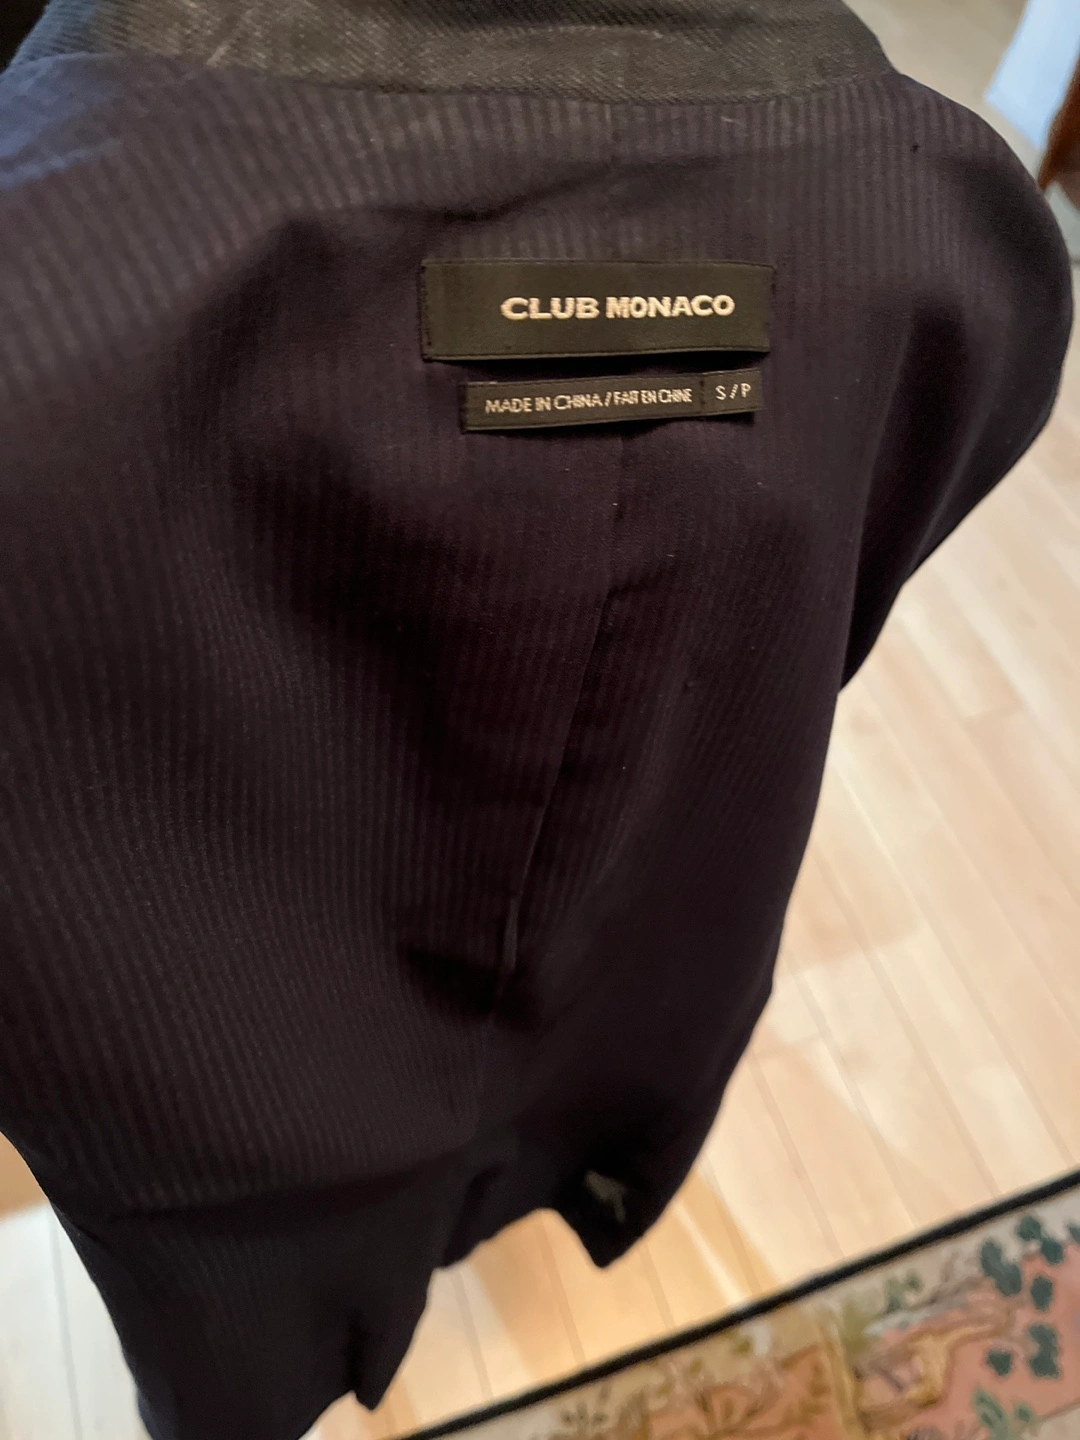 CLUB MONACO
MADE IN CHINA / FAIT EN CHINE S / P